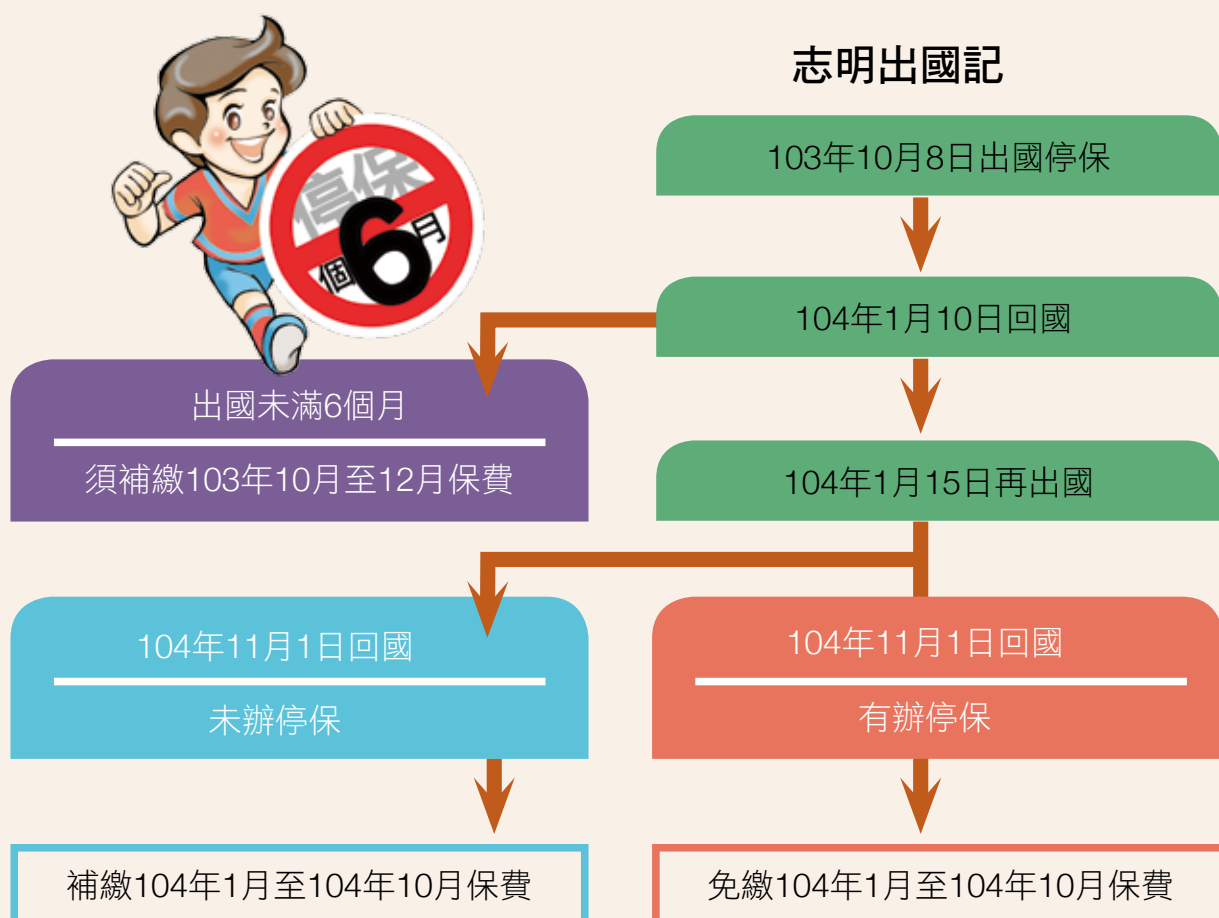 志明出國記
停保
6
個月
103年10月8日出國停保
104年1月10日回國
出國未滿6個月
須補繳103年10月至12月保費
104年1月15日再出國
104年11月1日回國
未辦停保
104年11月1日回國
有辦停保
補繳104年1月至104年10月保費
免繳104年1月至104年10月保費